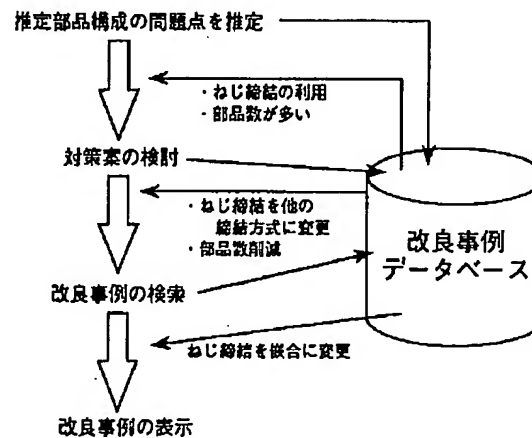 推定部品構成の問題点を推定
・ねじ締結の利用
・部品数が多い
対策案の検討
・ねじ締結を他の
締結方式に変更
・部品数削減
改良事例
データベース
改良事例の検索
ねじ締結を嵌合に変更
改良事例の表示